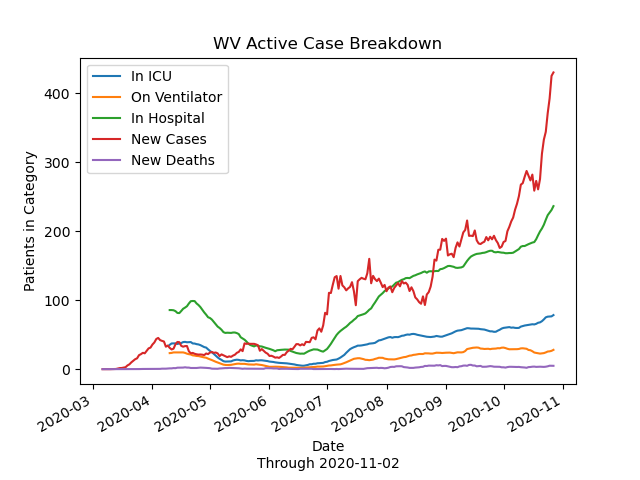 WV Active Case Breakdown
In ICU
On Ventilator
In Hospital
New Cases
New Deaths
Patients in Category
400
300
200
100
0
2020-03
2020-04
2020-05
2020-06
2020-07
2020-08
2020-09
2020-10
2020-11
Date
Through 2020-11-02